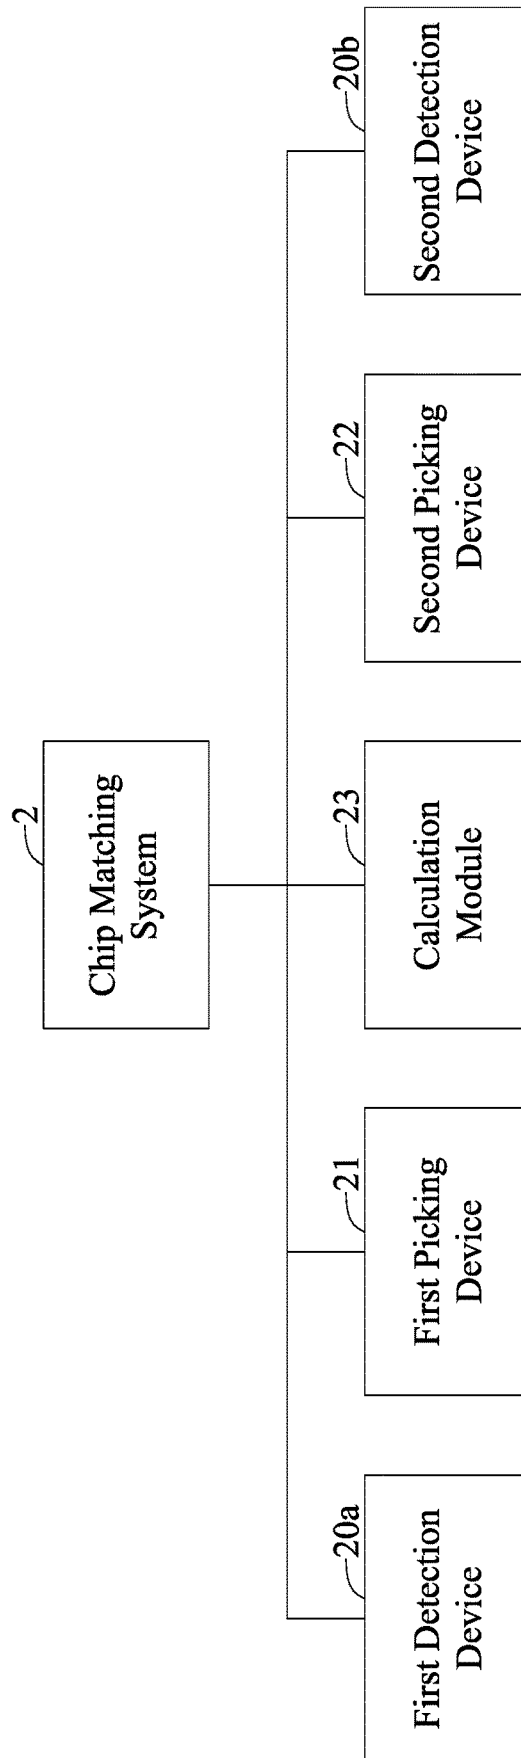 2
Chip Matching
System
20a
First Detection
Device
21
First Picking
Device
23
Calculation
Module
22
Second Picking
Device
20b
Second Detection
Device